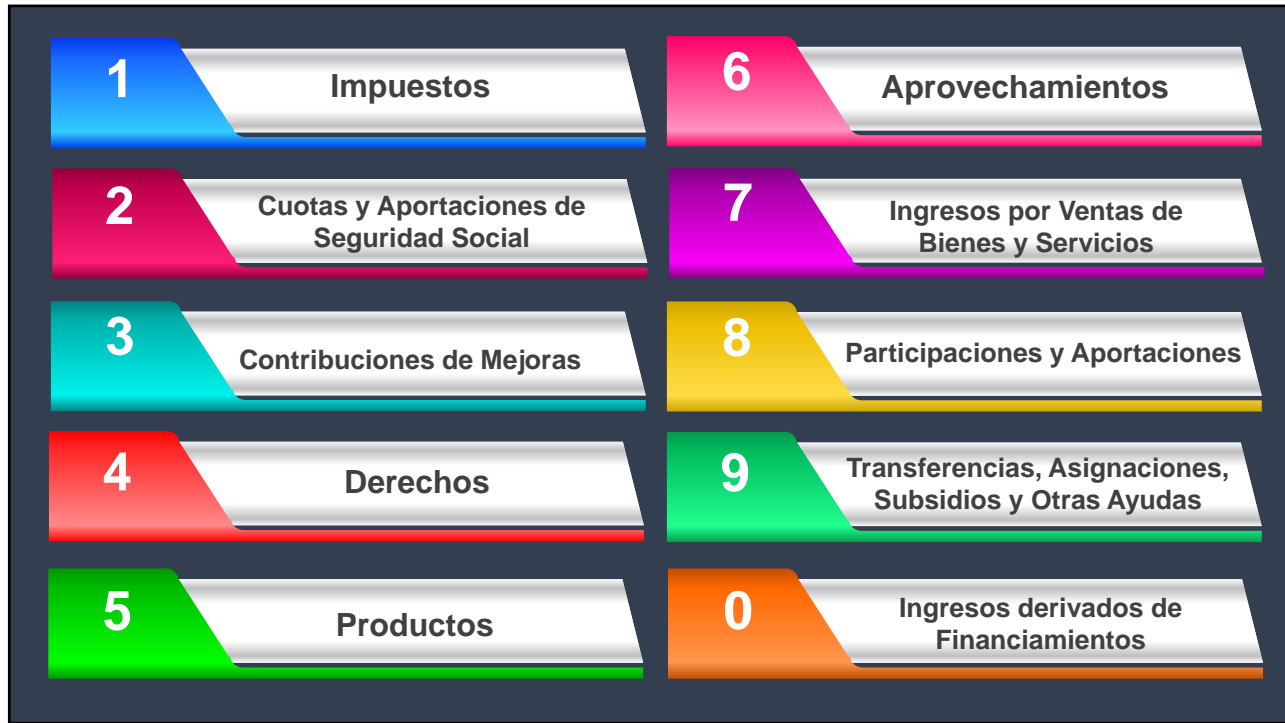 1
Impuestos
2
Cuotas y Aportaciones de
Seguridad Social
3
Contribuciones de Mejoras
4
Derechos
5
Productos
6
Aprovechamientos
7
Ingresos por Ventas de
Bienes y Servicios
8
Participaciones y Aportaciones
9
Transferencias, Asignaciones,
Subsidios y Otras Ayudas
0
Ingresos derivados de
Financiamientos